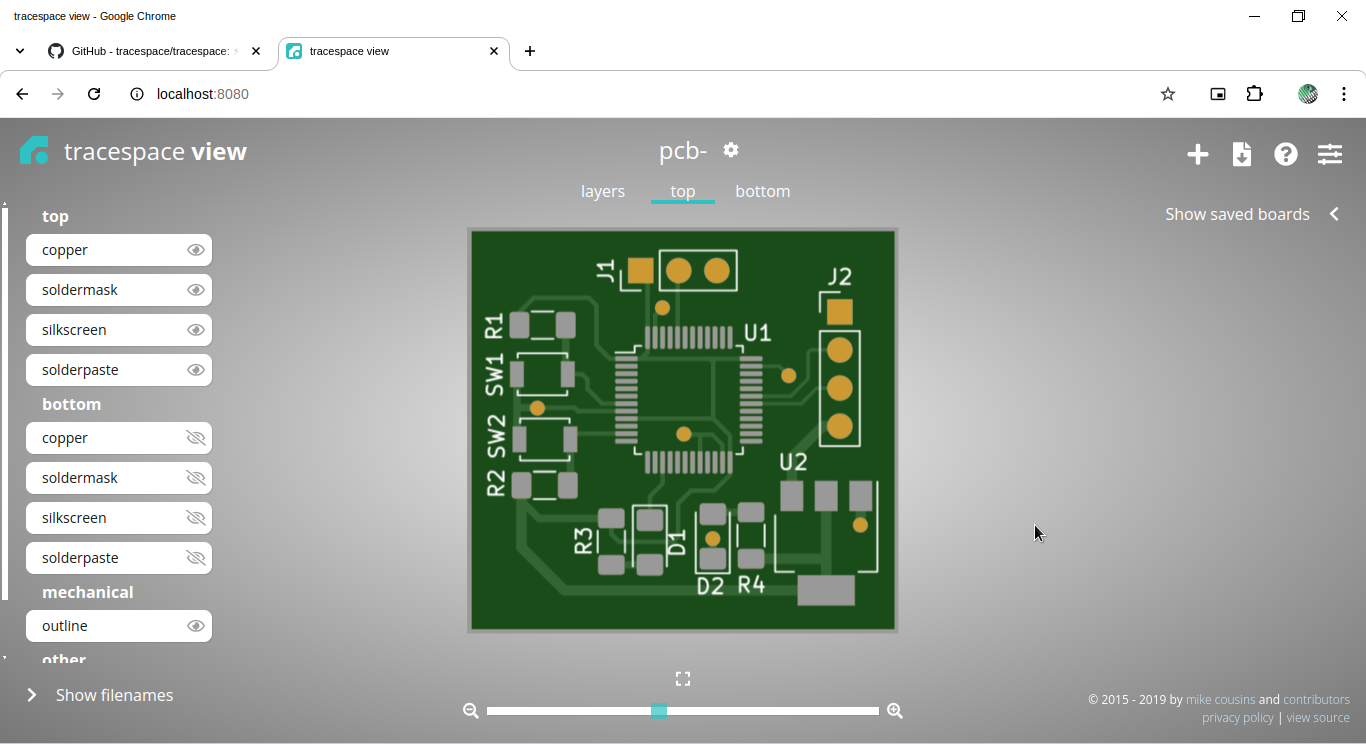 tracespace view - Google Chrome
GitHub - tracespace/tracespace:
tracespace view
localhost:8080
tracespace view
pcb-
layers
top
bottom
Show saved boards
top
copper
soldermask
silkscreen
solderpaste
bottom
copper
soldermask
silkscreen
solderpaste
mechanical
outline
other
Show filenames
J1
J2
R1
U1
SW1
SW2
R2
U2
R3
D1
D2
R4
© 2015 - 2019 by mike cousins and contributors
privacy policy | view source